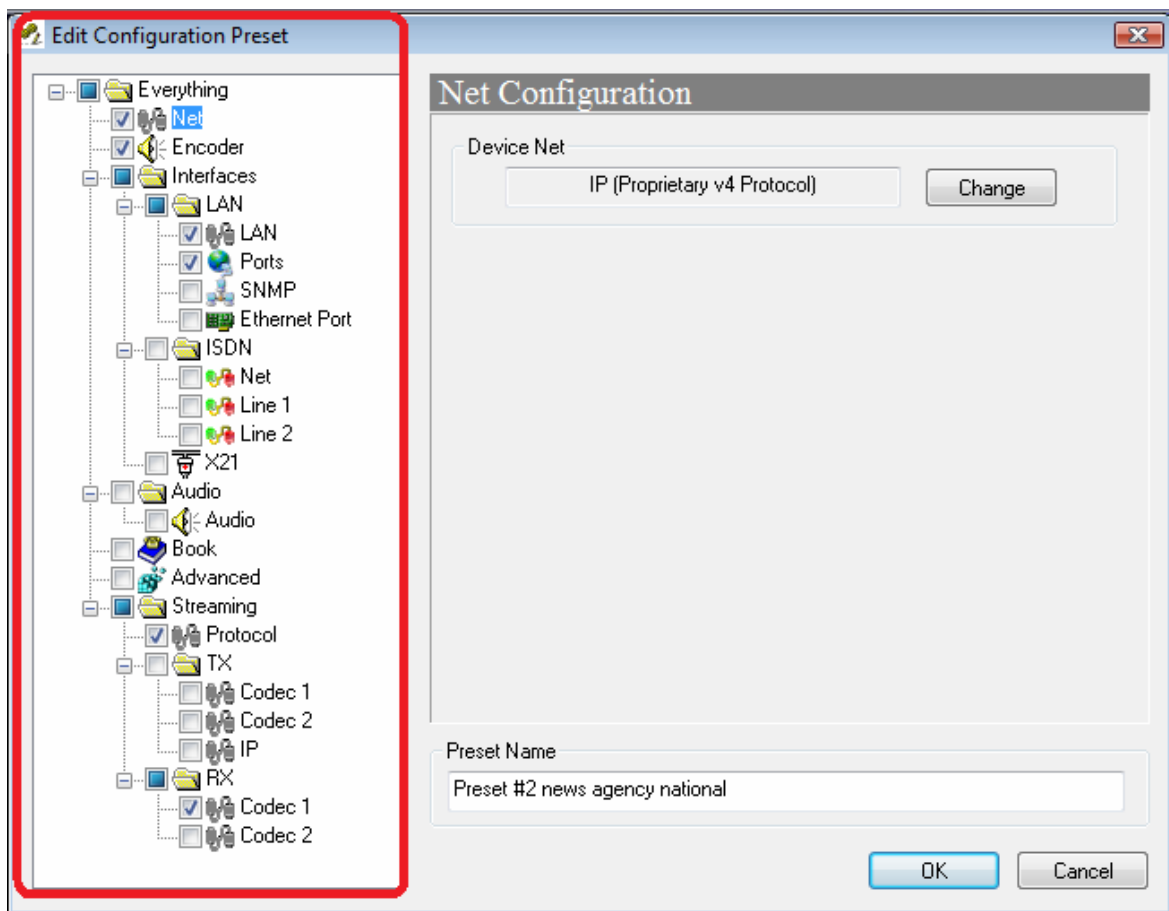 Edit Configuration Preset
Everything
Net
Encoder
Interfaces
LAN
LAN
Ports
SNMP
Ethernet Port
ISDN
Net
Line 1
Line 2
X21
Audio
Audio
Book
Advanced
Streaming
Protocol
TX
Codec 1
Codec 2
IP
RX
Codec 1
Codec 2
Net Configuration
Device Net
IP (Proprietary v4 Protocol)
Change
Preset Name
Preset #2 news agency national
OK
Cancel